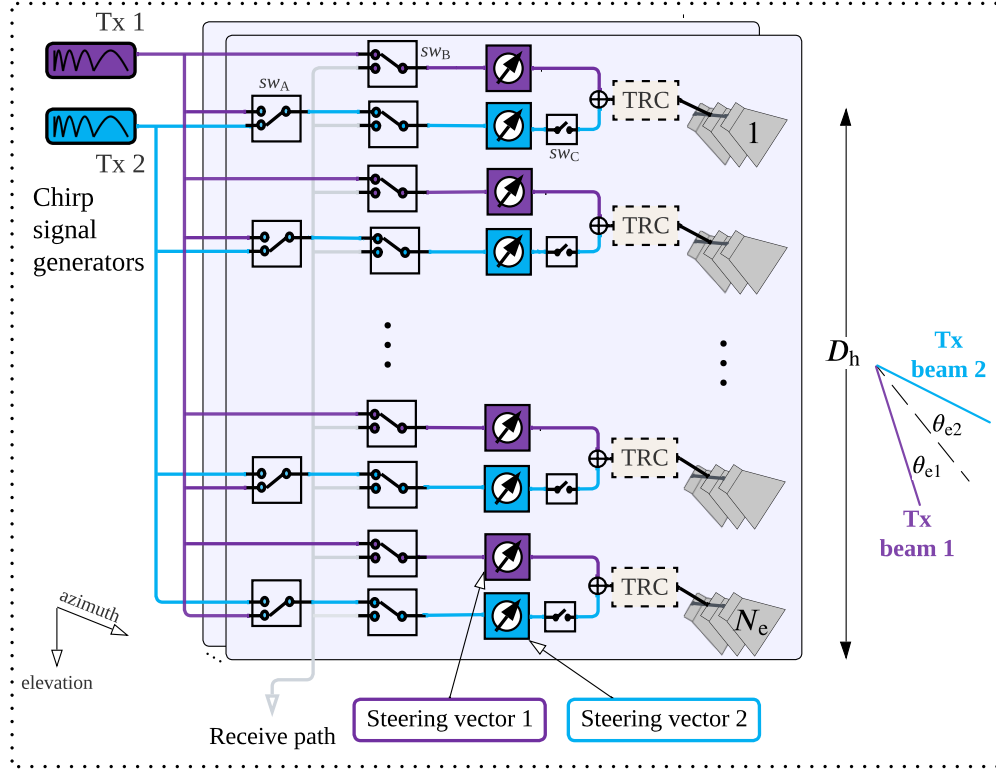 Tx 1
sw_B
sw_A
TRC
1
Tx 2
sw_C
Chirp
signal
generators
TRC
D_h
Tx
beam 2
θ_e2
θ_e1
TRC
Tx
beam 1
TRC
N_e
azimuth
elevation
Steering vector 1
Steering vector 2
Receive path